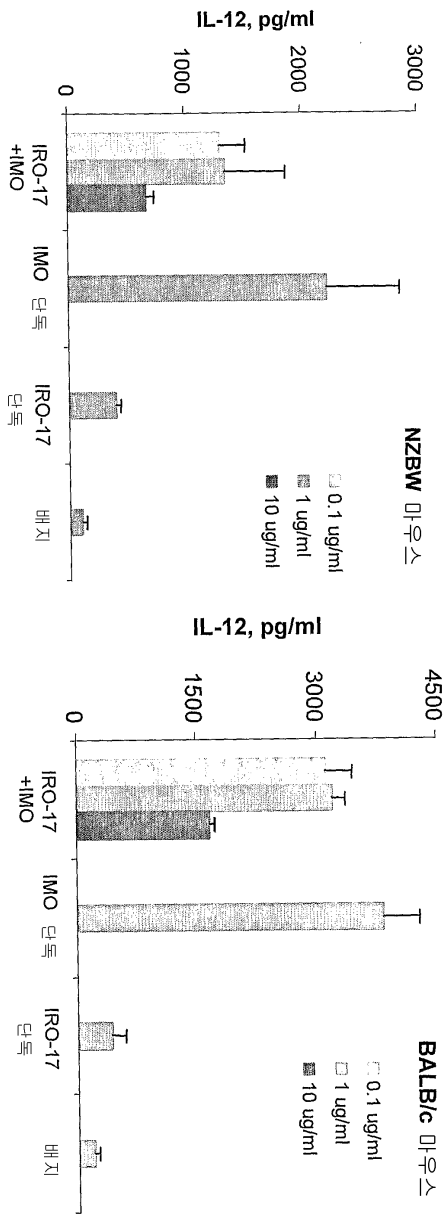 NZBW 마우스
IL-12, pg/ml
3000
2000
1000
0
0.1 ug/ml
1 ug/ml
10 ug/ml
IRO-17
+IMO
IMO 단독
IRO-17
단독
배지
BALB/c 마우스
IL-12, pg/ml
4500
3000
1500
0
0.1 ug/ml
1 ug/ml
10 ug/ml
IRO-17
+IMO
IMO 단독
IRO-17
단독
배지